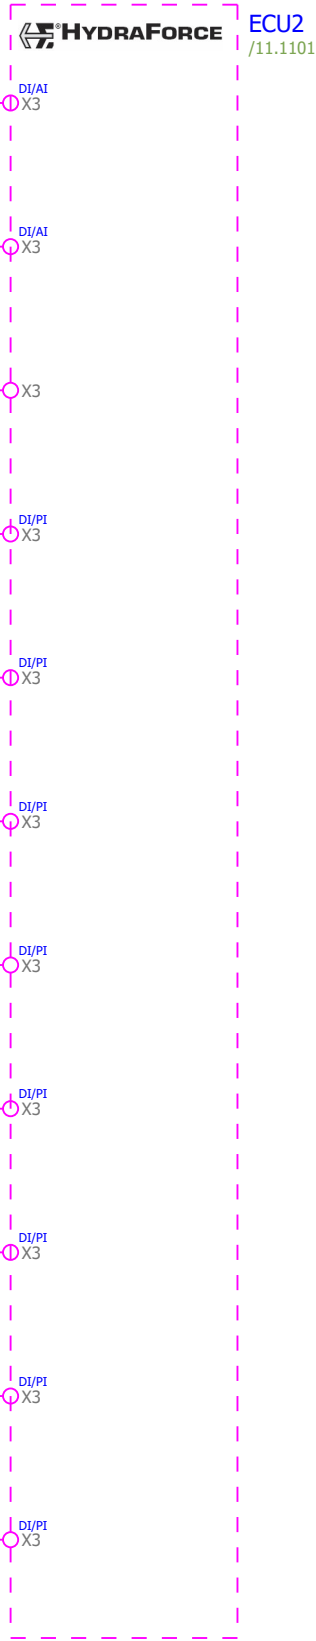 HYDRAFORCE
ECU2
/11.1101
DI/AI
X3
DI/AI
X3
X3
DI/PI
X3
DI/PI
X3
DI/PI
X3
DI/PI
X3
DI/PI
X3
DI/PI
X3
DI/PI
X3
DI/PI
X3